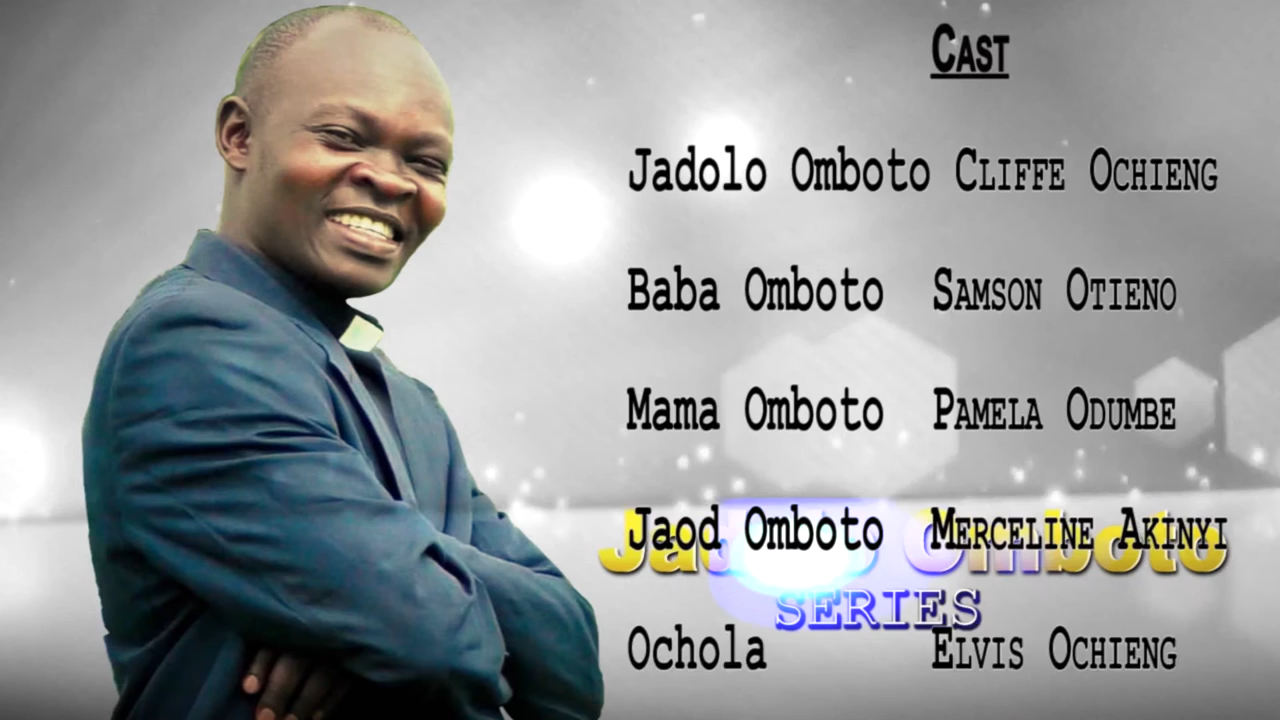 Cast
Jadolo Omboto Cliffe Ochieng
Baba Omboto Samson Otieno
Mama Omboto Pamela Odumbe
Jaod Omboto Merceline Akinyi
Omboto
SERIES
Ochola Elvis Ochieng